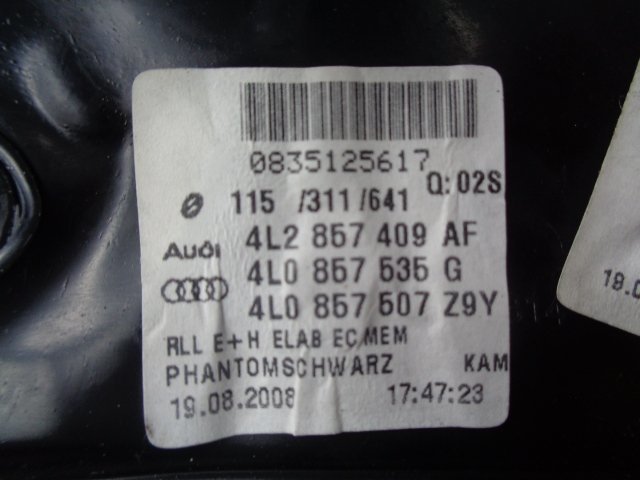 0835125617
Q:02S
Ø 115 /311 /641
Audi 4L2 857 409 AF
4L0 857 535 G
4L0 857 507 Z9Y
RLL E+H ELAB EC/MEM
PHANTOMSCHWARZ KAM
19.08.2008 17:47:23
19.0